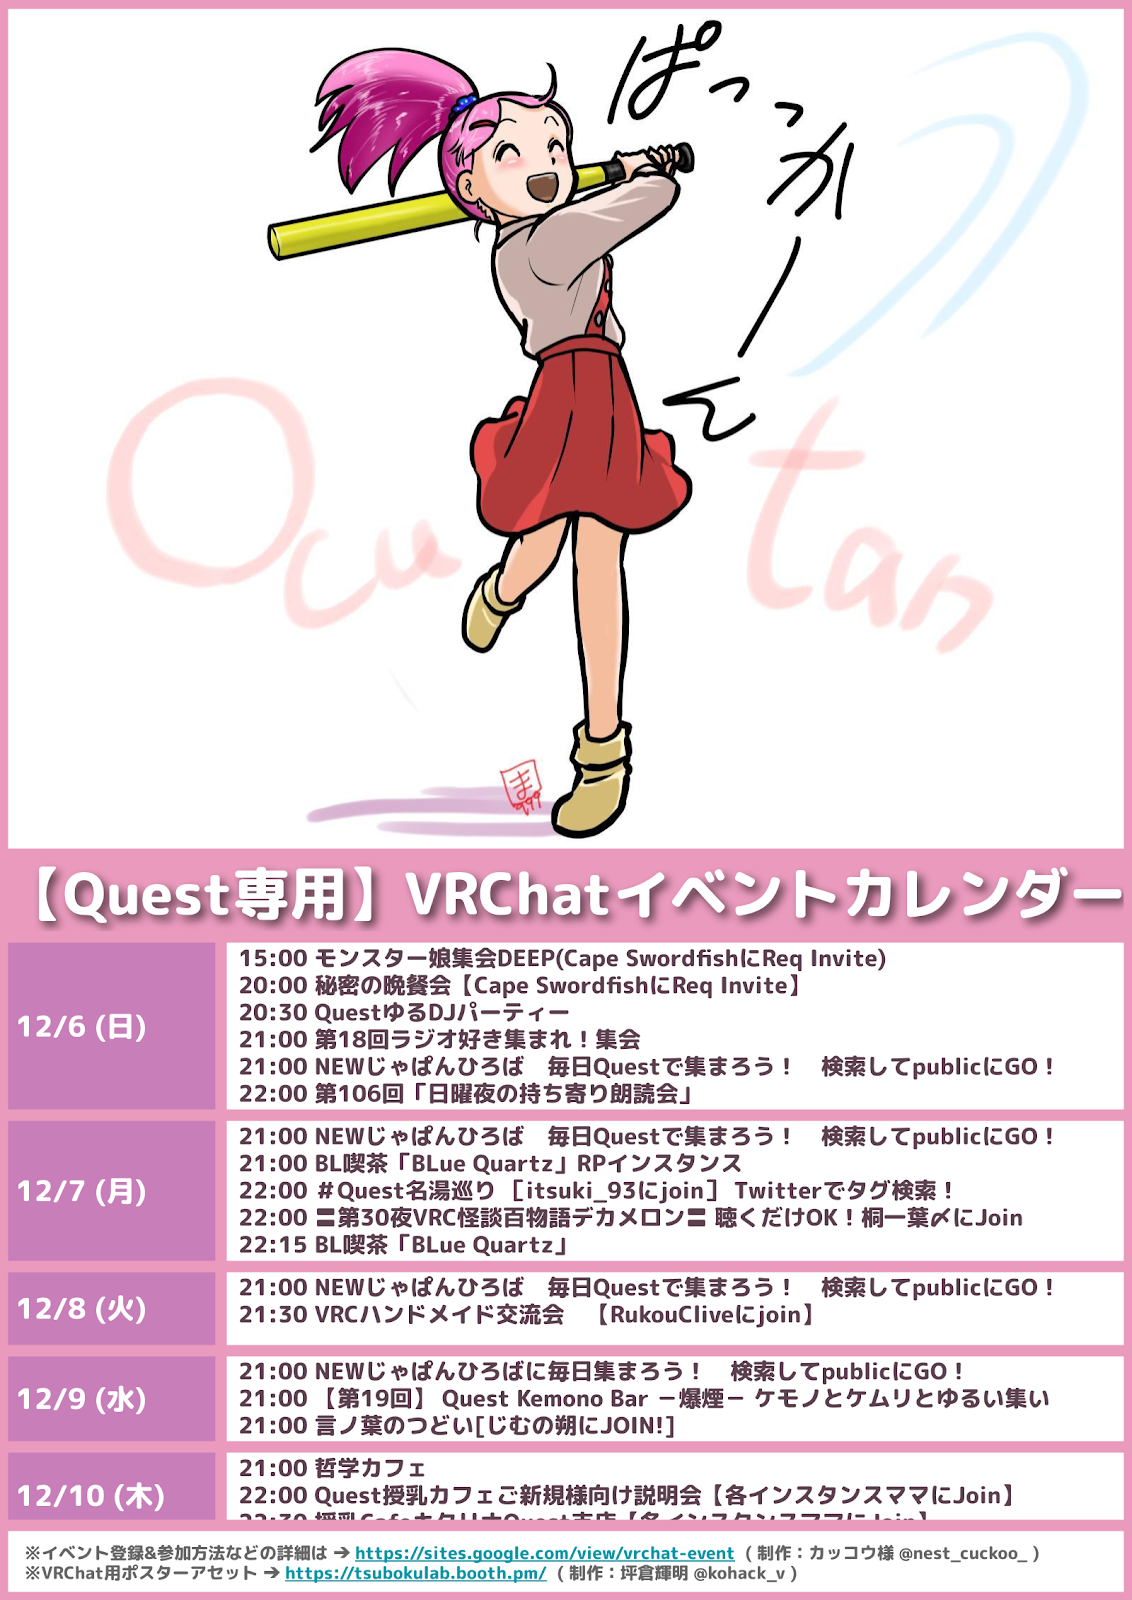 ぱっかーん
Ocutan
ま
999
【Quest専用】VRChatイベントカレンダー
12/6 (日)
15:00 モンスター娘集会DEEP(Cape SwordfishにReq Invite)
20:00 秘密の晩餐会【Cape SwordfishにReq Invite】
20:30 QuestゆるDJパーティー
21:00 第18回ラジオ好き集まれ！集会
21:00 NEWじゃぱんひろば　毎日Questで集まろう！　検索してpublicにGO！
22:00 第106回「日曜夜の持ち寄り朗読会」
12/7 (月)
21:00 NEWじゃぱんひろば　毎日Questで集まろう！　検索してpublicにGO！
21:00 BL喫茶「BLue Quartz」RPインスタンス
22:00 ＃Quest名湯巡り ［itsuki_93にjoin］ Twitterでタグ検索！
22:00 〓第30夜VRC怪談百物語デカメロン〓 聴くだけOK！桐一葉〆にJoin
22:15 BL喫茶「BLue Quartz」
12/8 (火)
21:00 NEWじゃぱんひろば　毎日Questで集まろう！　検索してpublicにGO！
21:30 VRCハンドメイド交流会　【RukouCliveにjoin】
12/9 (水)
21:00 NEWじゃぱんひろばに毎日集まろう！　検索してpublicにGO！
21:00 【第19回】 Quest Kemono Bar －爆煙－ ケモノとケムリとゆるい集い
21:00 言ノ葉のつどい[じむの朔にJOIN!]
12/10 (木)
21:00 哲学カフェ
22:00 Quest授乳カフェご新規様向け説明会【各インスタンスママにJoin】
※イベント登録&参加方法などの詳細は ➔ https://sites.google.com/view/vrchat-event （制作：カッコウ様 @nest_cuckoo_）
※VRChat用ポスターアセット ➔ https://tsubokulab.booth.pm/ （制作：坪倉輝明 @kohack_v）